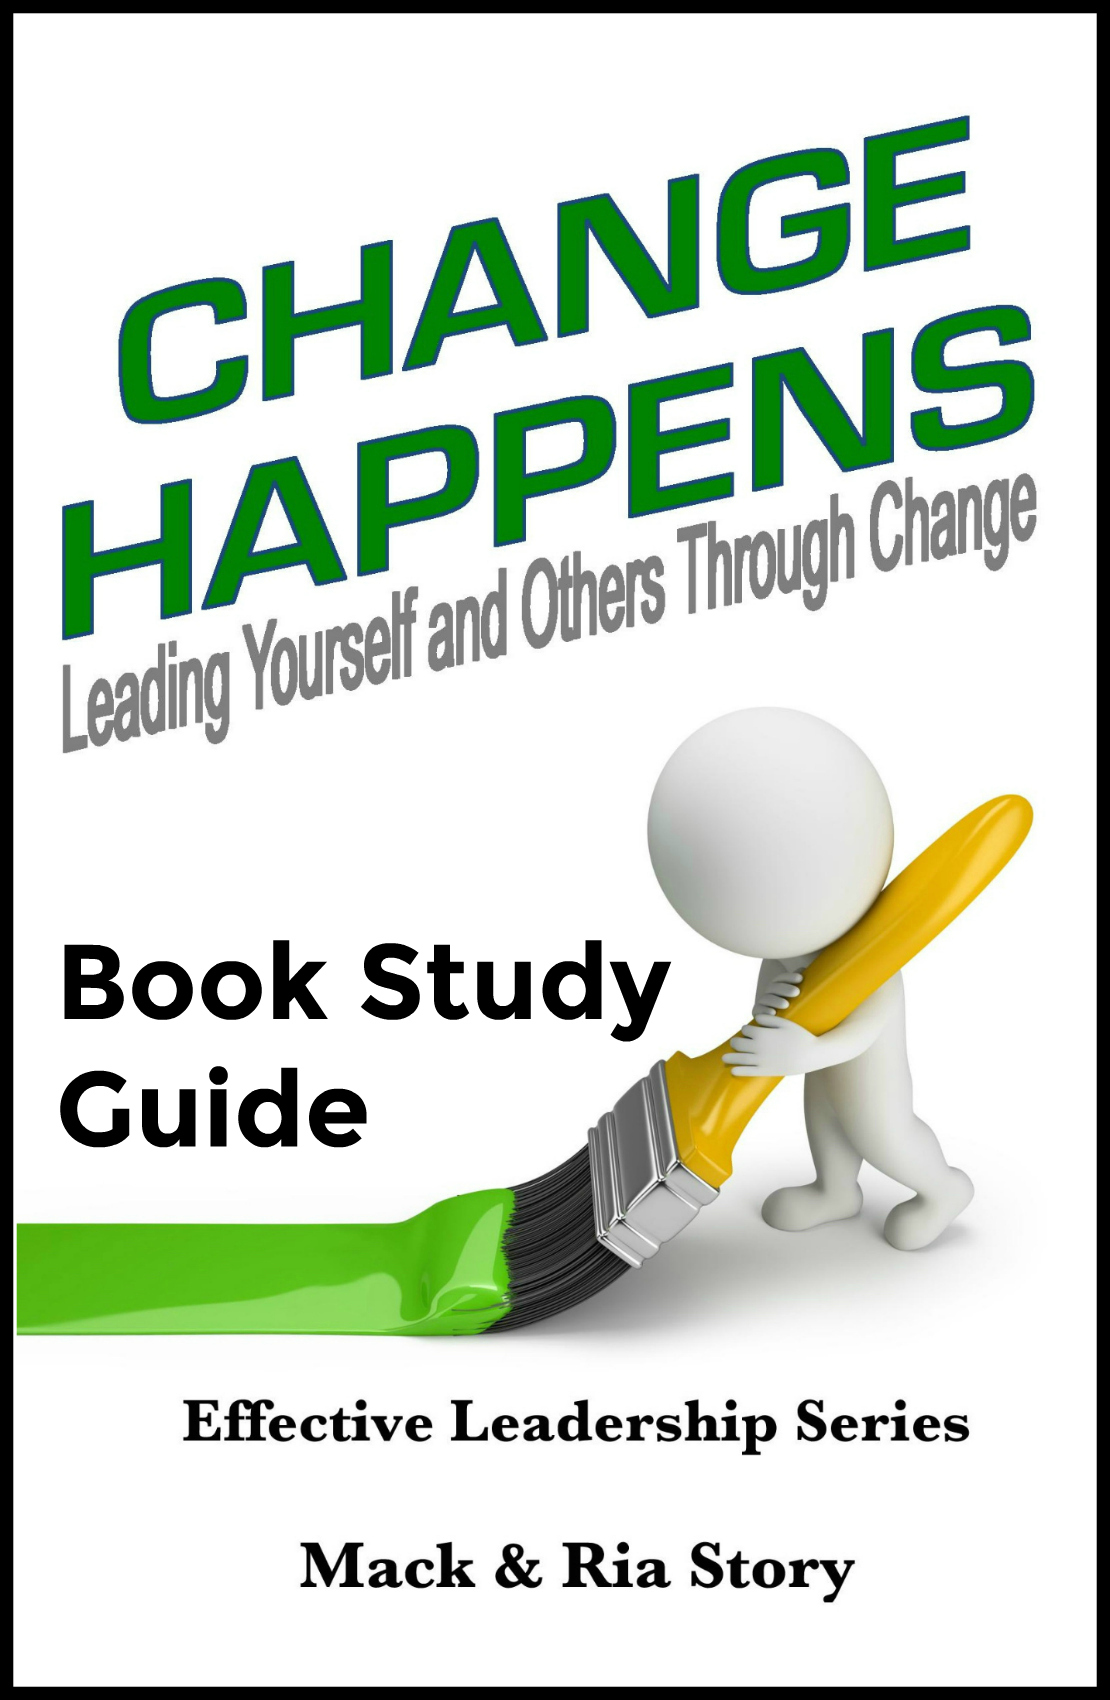 CHANGE
HAPPENS
Leading Yourself and Others Through Change
Book Study
Guide
Effective Leadership Series
Mack & Ria Story